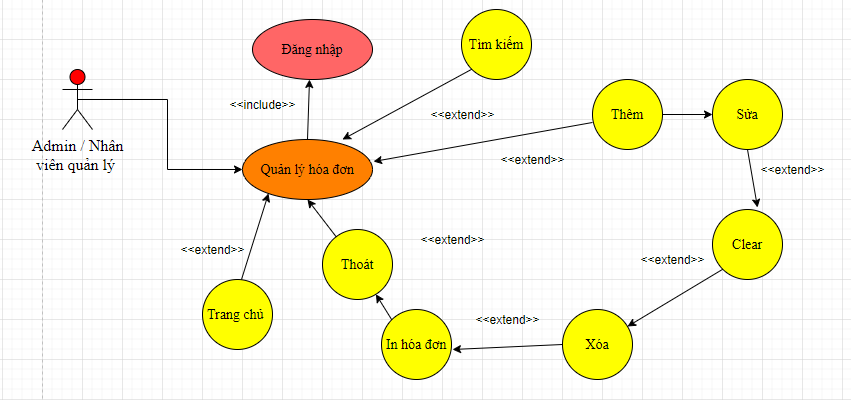 Đăng nhập
Tìm kiếm
<<include>>
<<extend>>
Thêm
Sửa
Admin / Nhân
viên quản lý
Quản lý hóa đơn
<<extend>>
<<extend>>
<<extend>>
<<extend>>
Clear
Thoát
<<extend>>
Trang chủ
<<extend>>
In hóa đơn
Xóa